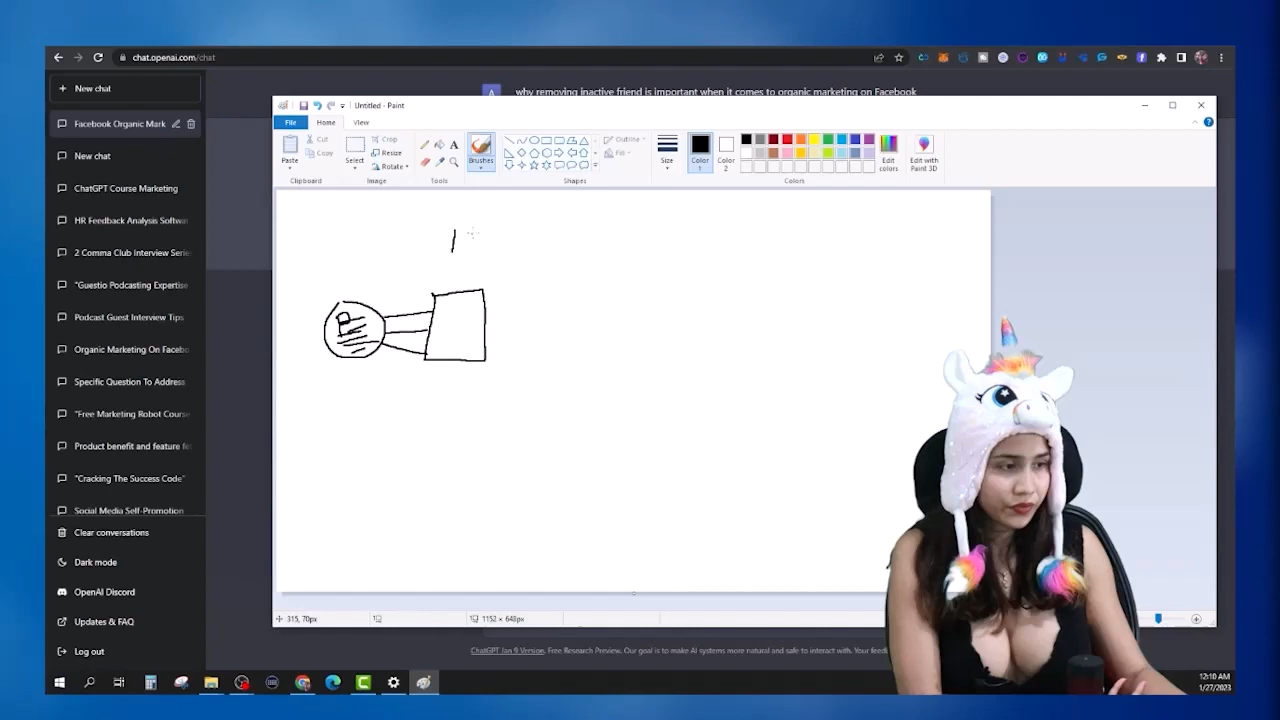 chat.openai.com/chat
New chat
why removing inactive friend is important when it comes to organic marketing on Facebook
Facebook Organic Mark
New chat
ChatGPT Course Marketing
HR Feedback Analysis Softwar
2 Comma Club Interview Serie
"Guestio Podcasting Expertise
Podcast Guest Interview Tips
Organic Marketing On Facebo
Specific Question To Address
"Free Marketing Robot Course
Product benefit and feature fe
"Cracking The Success Code"
Social Media Self-Promotion
Clear conversations
Dark mode
OpenAI Discord
Updates & FAQ
Log out
Untitled - Paint
File
Home
View
Paste
Cut
Copy
Clipboard
Select
Crop
Resize
Rotate
Image
A
Tools
Brushes
Outline
Fill
Shapes
Size
Color 1
Color 2
Edit colors
Edit with Paint 3D
Colors
315, 70px
1152 × 648px
ChatGPT Jan 9 Version. Free Research Preview. Our goal is to make AI systems more natural and safe to interact with. Your feedb
12:10 AM
1/27/2023